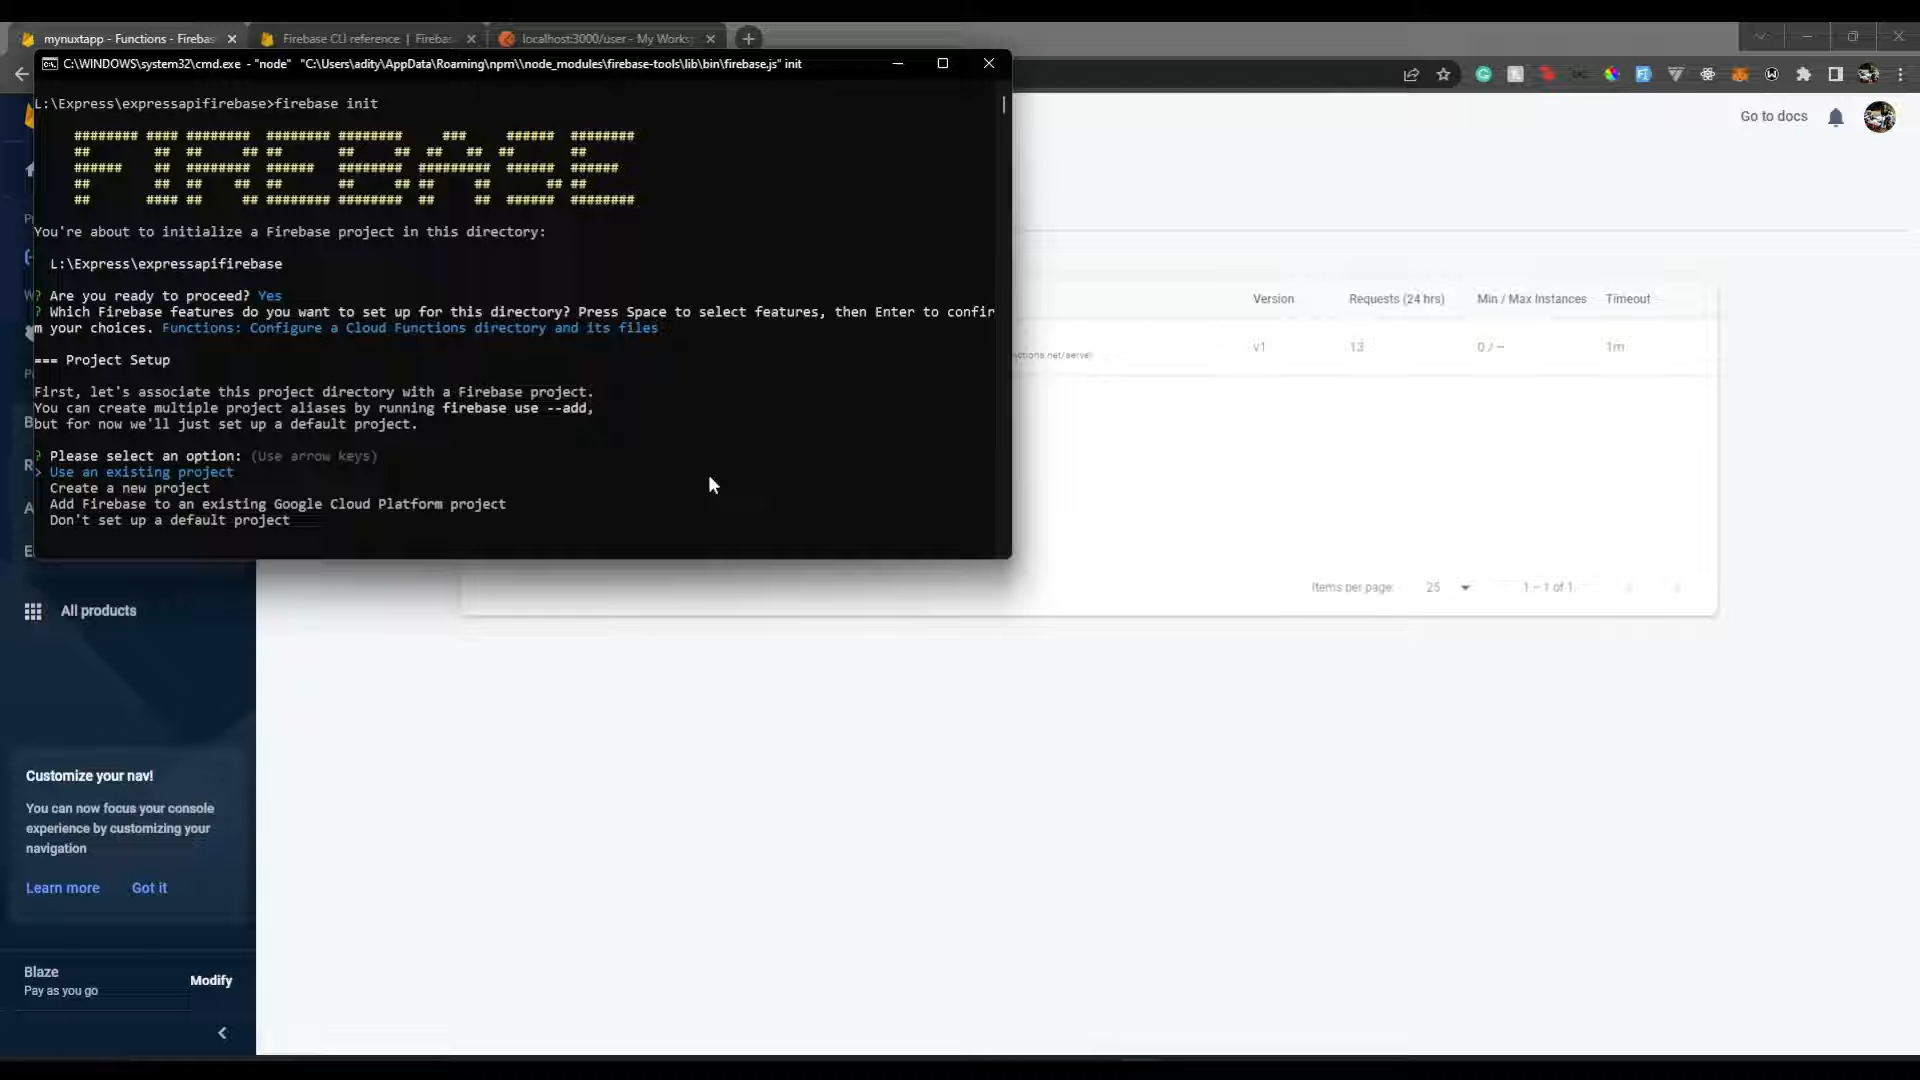 mynuxtapp - Functions - Firebas
Firebase CLI reference | Fireba
localhost:3000/user - My Works
C:\WINDOWS\system32\cmd.exe - "node" "C:\Users\adity\AppData\Roaming\npm\\node_modules\firebase-tools\lib\bin\firebase.js" init
L:\Express\expressapifirebase>firebase init
FIREBASE
You're about to initialize a Firebase project in this directory:
L:\Express\expressapifirebase
? Are you ready to proceed? Yes
? Which Firebase features do you want to set up for this directory? Press Space to select features, then Enter to confir
m your choices. Functions: Configure a Cloud Functions directory and its files
=== Project Setup
First, let's associate this project directory with a Firebase project.
You can create multiple project aliases by running firebase use --add,
but for now we'll just set up a default project.
? Please select an option: (Use arrow keys)
> Use an existing project
Create a new project
Add Firebase to an existing Google Cloud Platform project
Don't set up a default project
Go to docs
Version Requests (24 hrs) Min / Max Instances Timeout
nctions.net/server
v1 13 0 / – 1m
Items per page: 25 1 – 1 of 1
All products
Customize your nav!
You can now focus your console
experience by customizing your
navigation
Learn more Got it
Blaze
Pay as you go
Modify